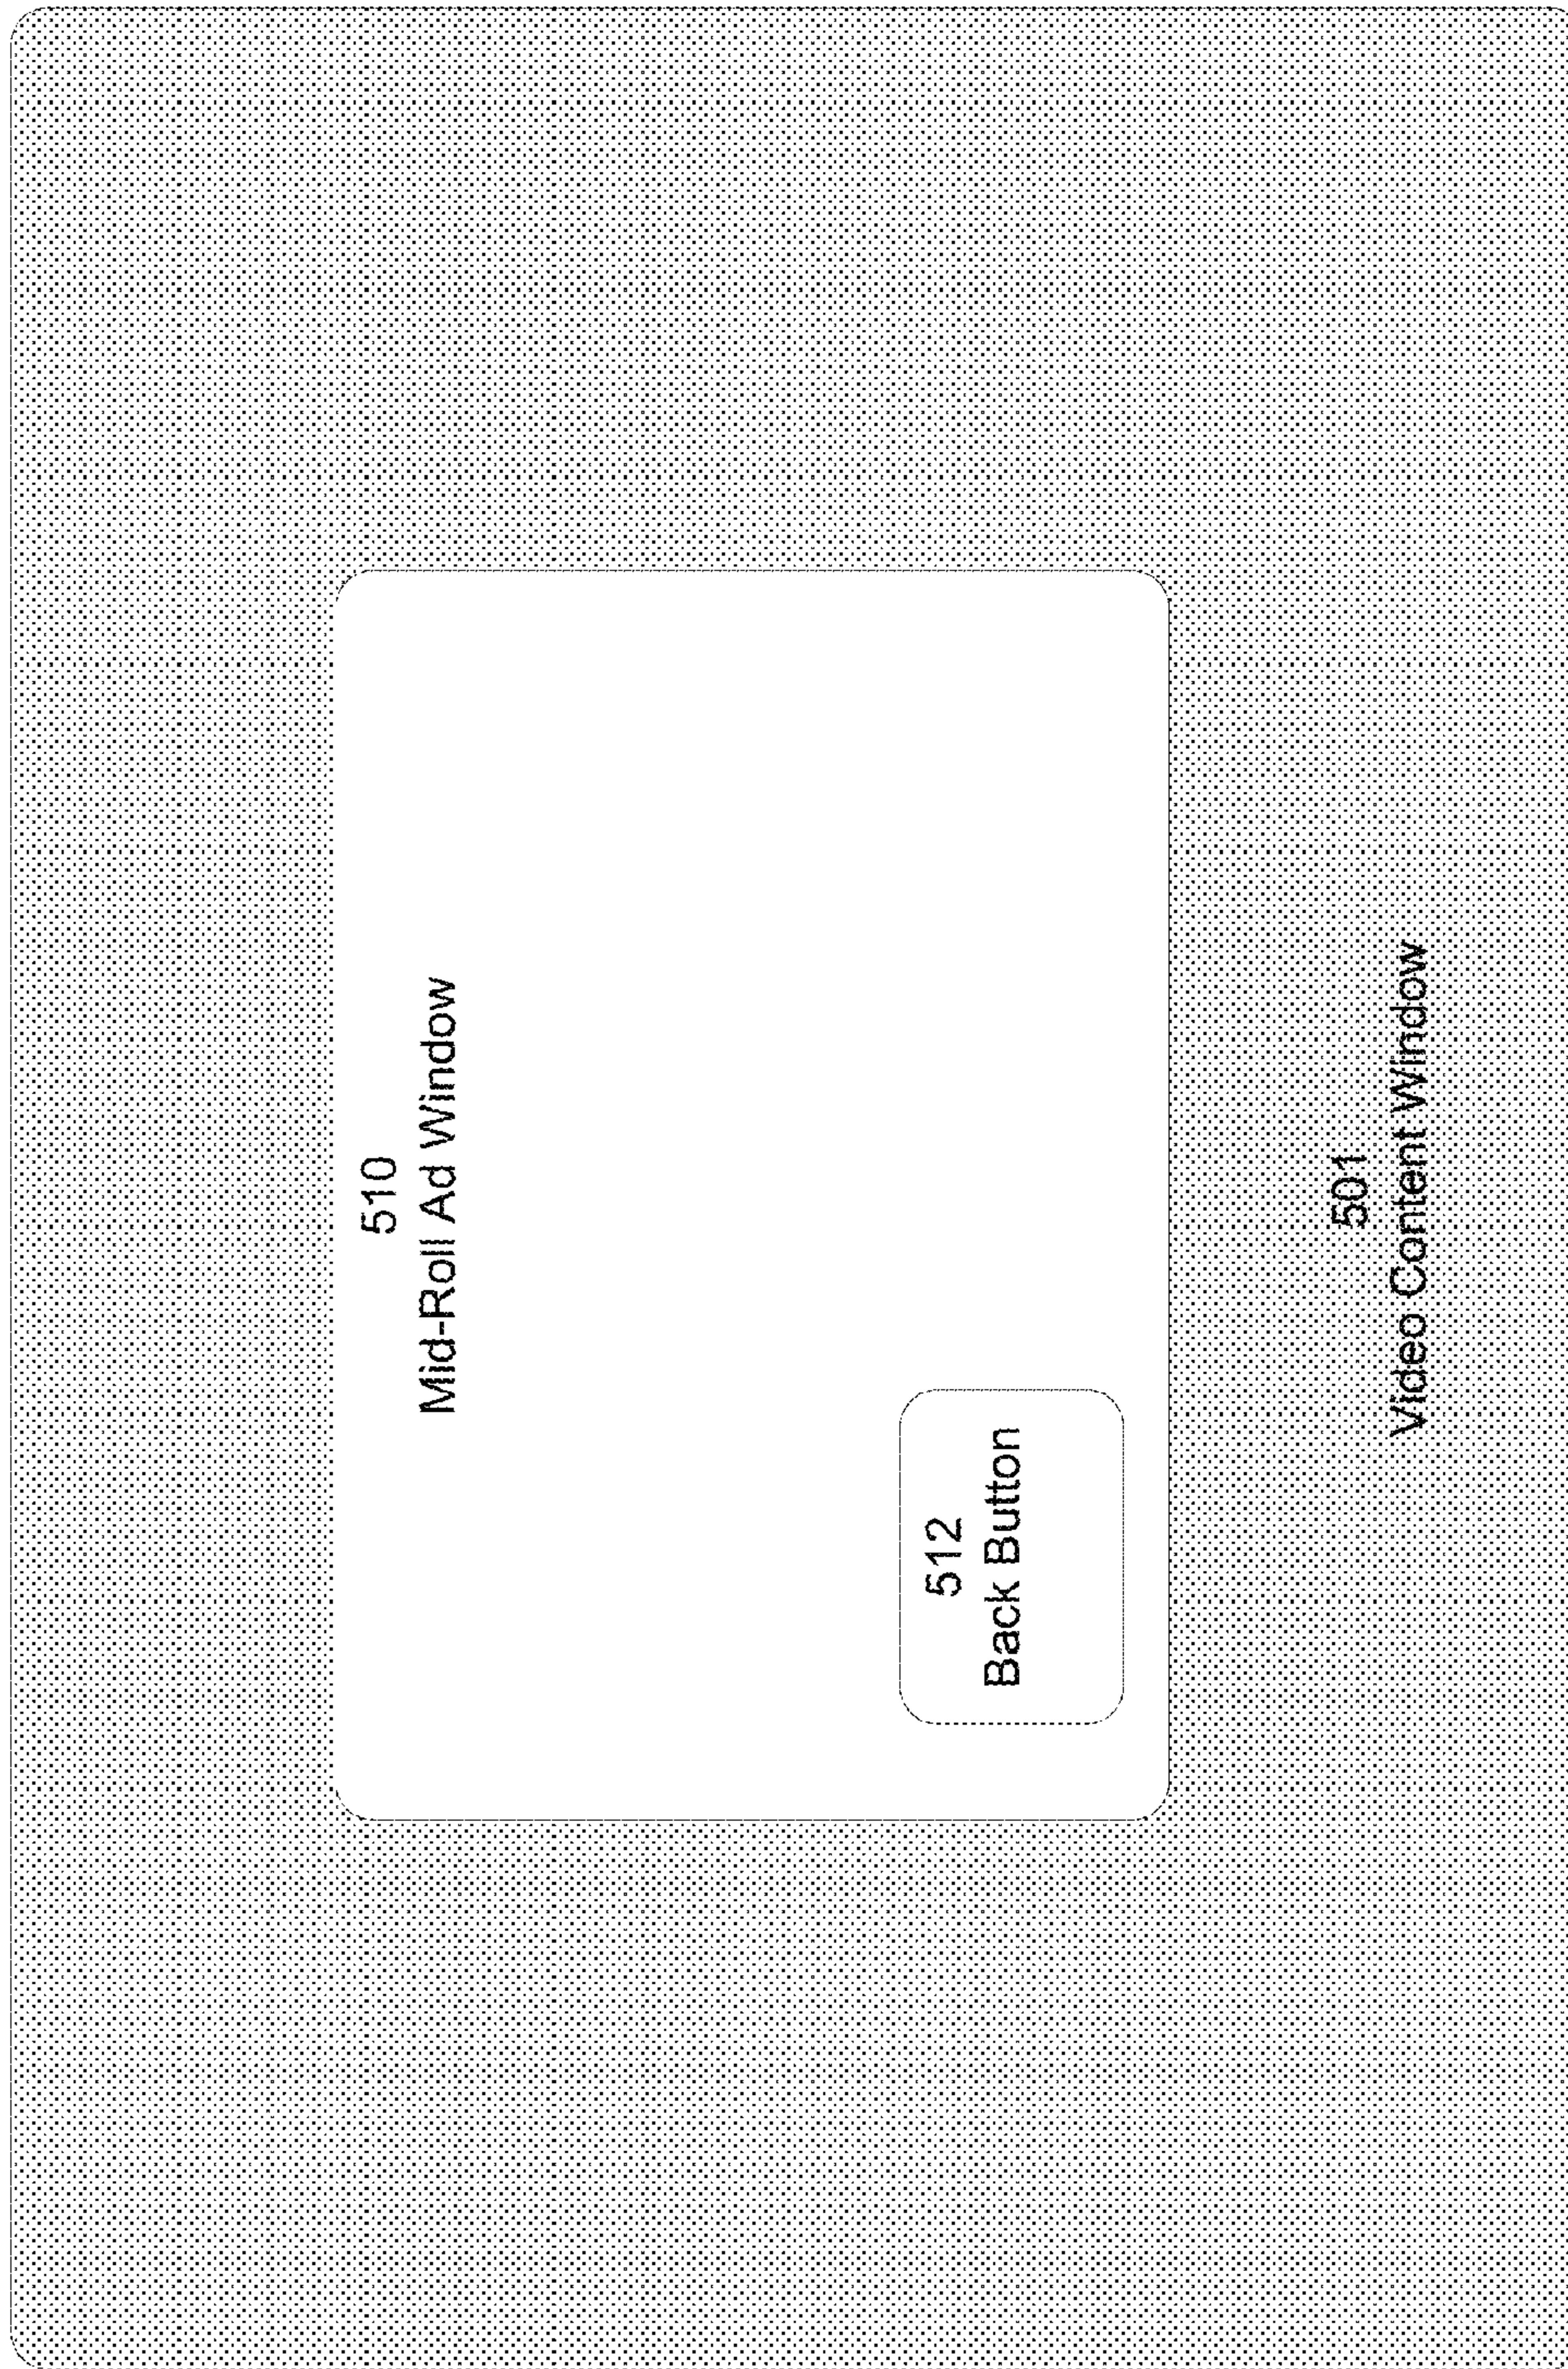 510
Mid-Roll Ad Window
512
Back Button
501
Video Content Window